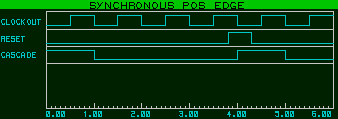 SYNCHRONOUS POS EDGE
CLOCKOUT
RESET
CASCADE
0.00 1.00 2.00 3.00 4.00 5.00 6.00